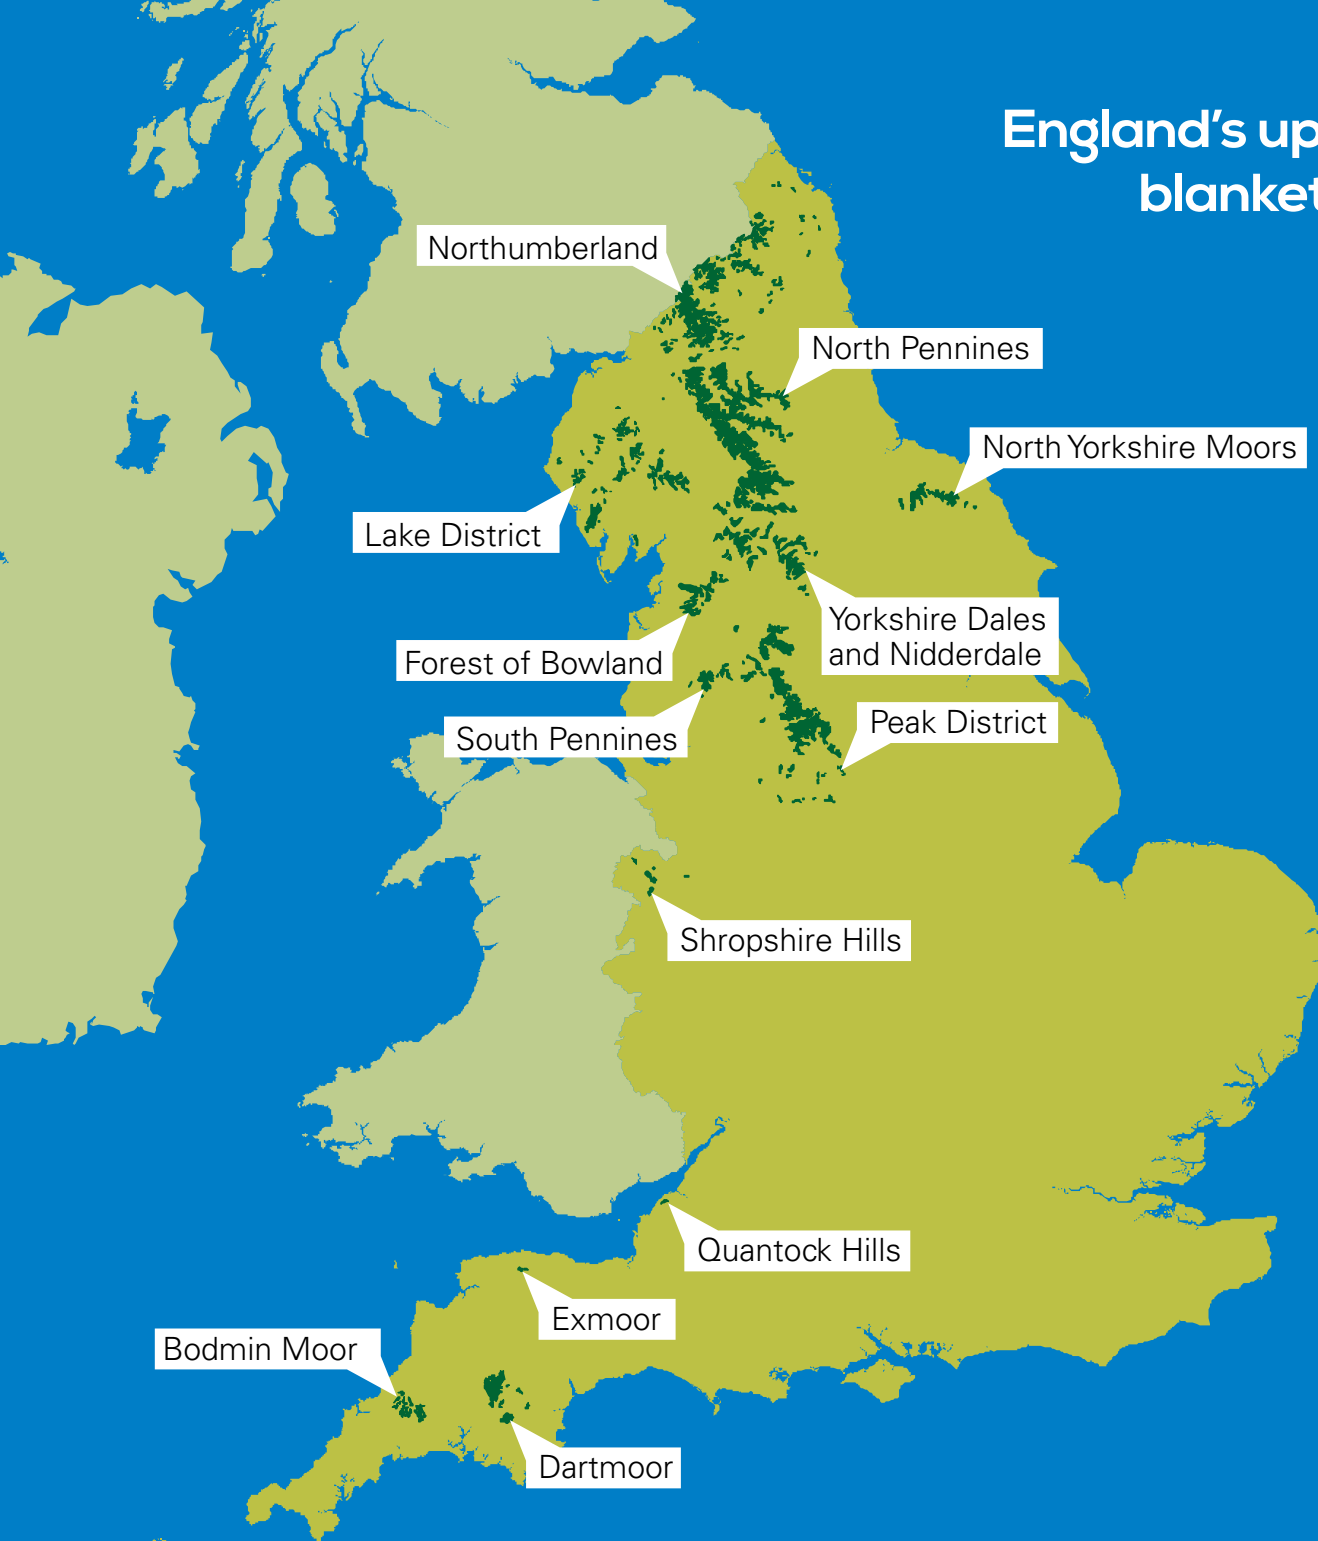 England's up
blanket
Northumberland
North Pennines
North Yorkshire Moors
Lake District
Yorkshire Dales
and Nidderdale
Forest of Bowland
South Pennines
Peak District
Shropshire Hills
Quantock Hills
Exmoor
Bodmin Moor
Dartmoor